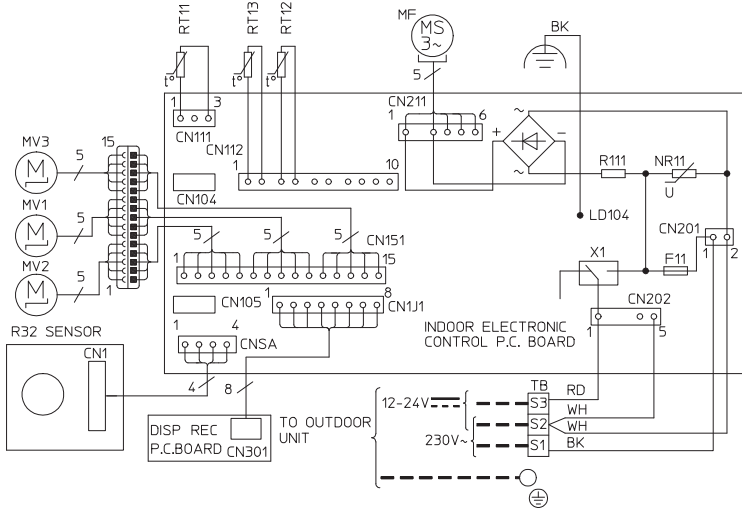 RT11
RT13
RT12
MF
MS
3~
BK
t°
t°
t°
5
1
3
CN111
CN211
1
6
CN112
1
10
~
+
−
~
R111
NR11
U
LD104
15
MV3
M
5
MV1
M
5
MV2
M
5
1
CN104
5
5
5
CN151
1
15
CN201
1
2
X1
F11
CN105
1
8
CN1J1
CN202
1
5
1
4
CNSA
INDOOR ELECTRONIC
CONTROL P.C. BOARD
R32 SENSOR
CN1
4
8
DISP REC
P.C.BOARD
CN301
TO OUTDOOR
UNIT
12-24V
230V~
TB
S3
S2
S1
RD
WH
WH
BK